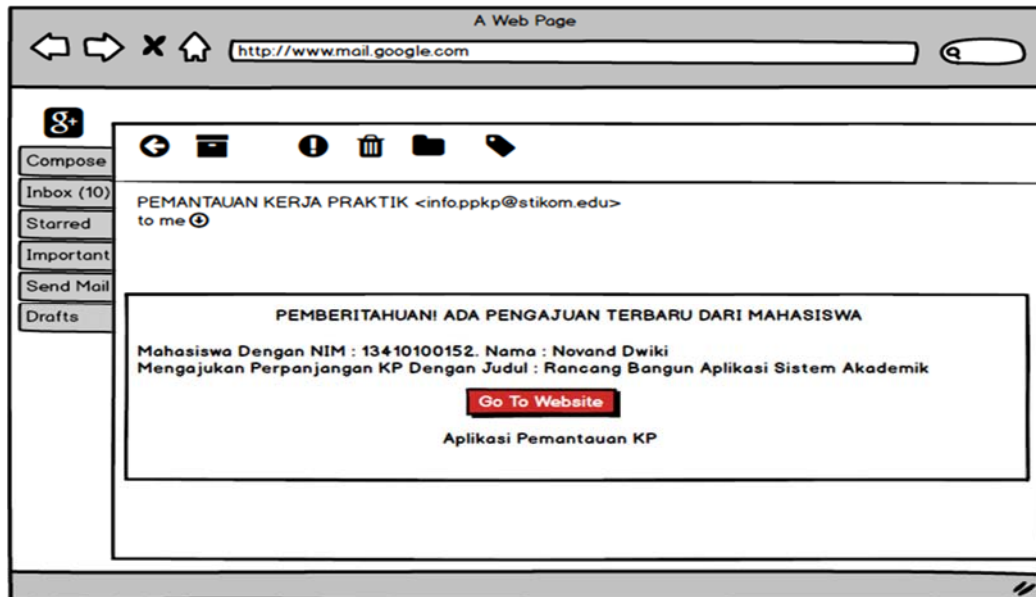 A Web Page
http://www.mail.google.com
g+
Compose
Inbox (10)
Starred
Important
Send Mail
Drafts
PEMANTAUAN KERJA PRAKTIK <info.ppkp@stikom.edu>
to me
PEMBERITAHUAN! ADA PENGAJUAN TERBARU DARI MAHASISWA
Mahasiswa Dengan NIM : 13410100152. Nama : Novand Dwiki
Mengajukan Perpanjangan KP Dengan Judul : Rancang Bangun Aplikasi Sistem Akademik
Go To Website
Aplikasi Pemantauan KP